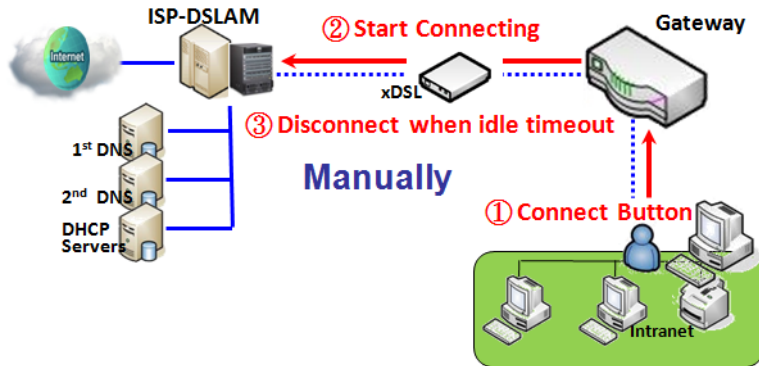 ISP-DSLAM
② Start Connecting
Gateway
Internet
xDSL
③ Disconnect when idle timeout
1st DNS
Manually
2nd DNS
① Connect Button
DHCP
Servers
Intranet